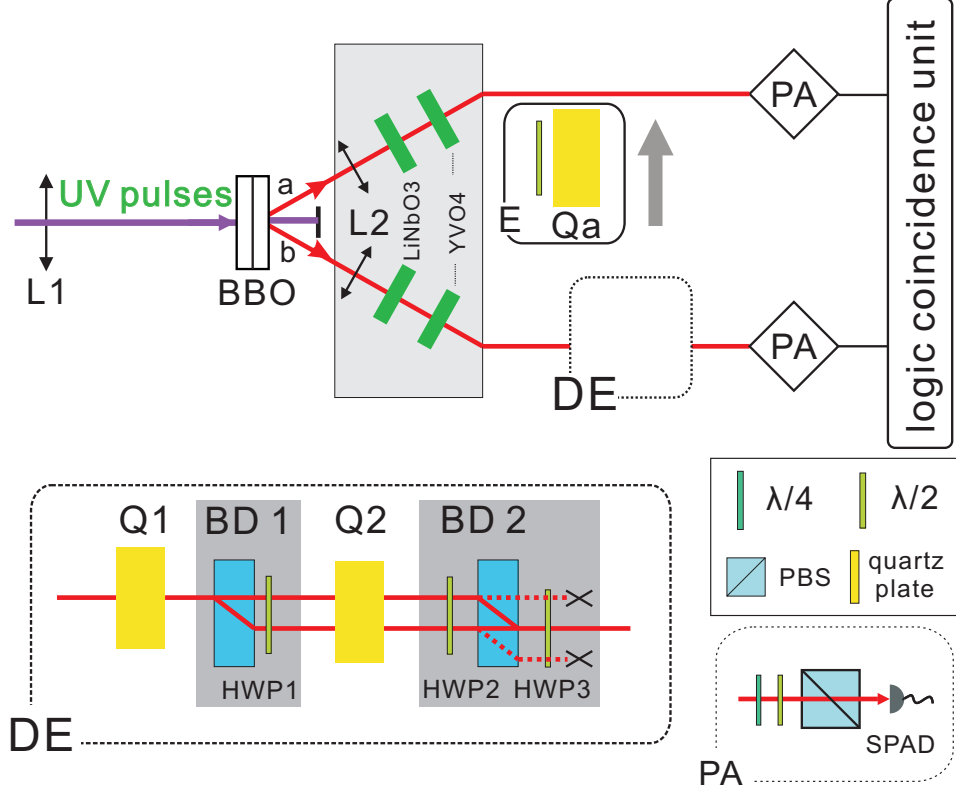 UV pulses
L1
BBO
a
b
L2
LiNbO3
YVO4
E
Qa
PA
DE
PA
logic coincidence unit
λ/4
λ/2
PBS
quartz
plate
Q1
BD 1
Q2
BD 2
HWP1
HWP2
HWP3
DE
SPAD
PA